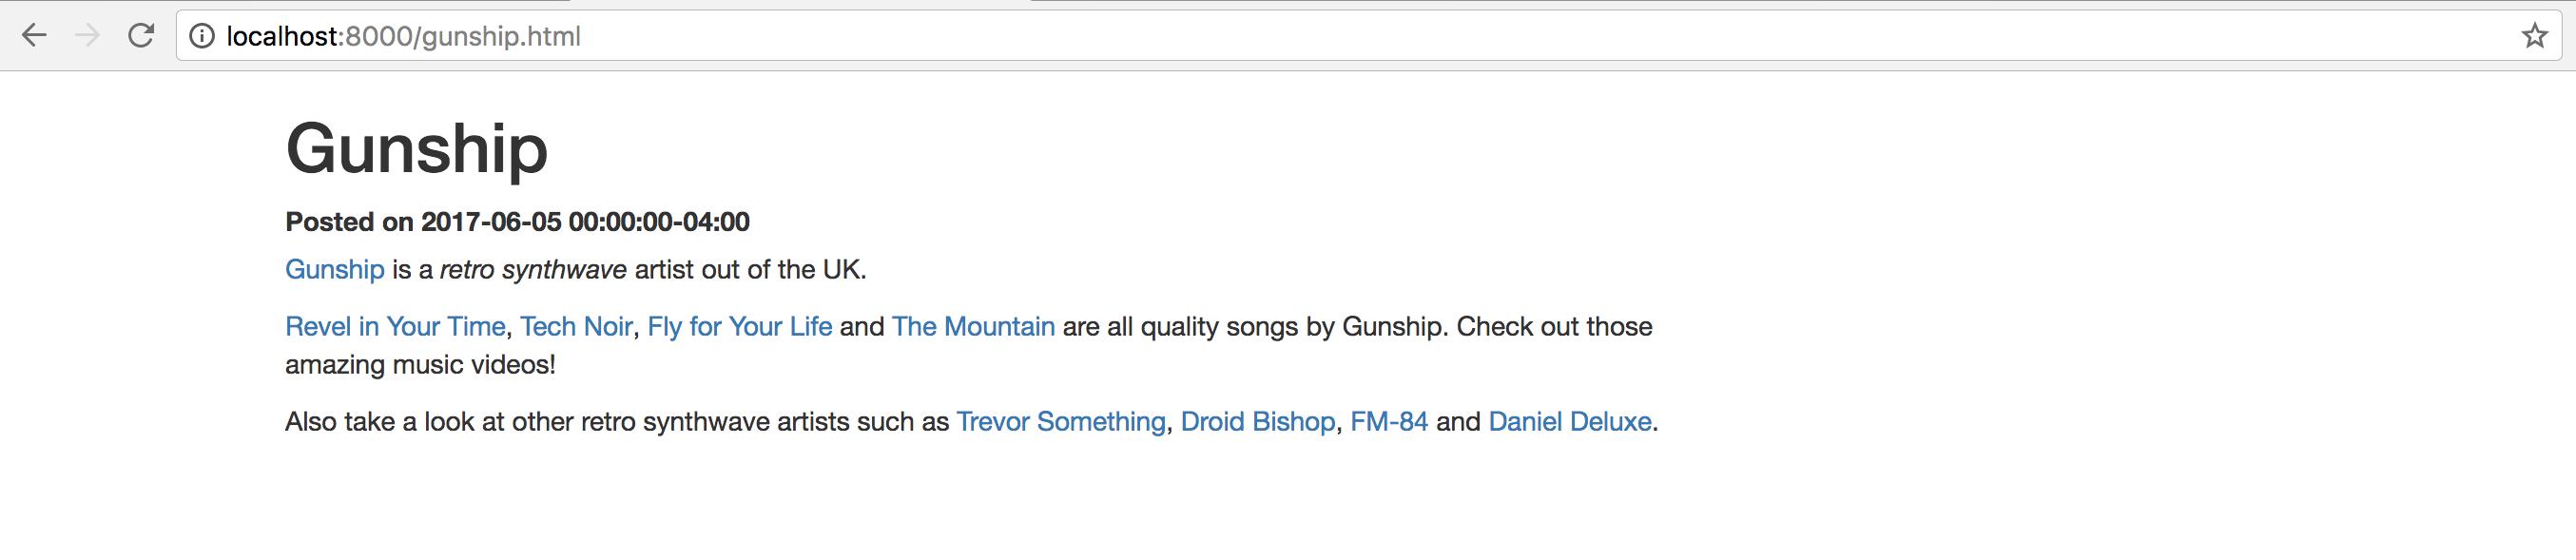 localhost:8000/gunship.html
Gunship
Posted on 2017-06-05 00:00:00-04:00
Gunship is a retro synthwave artist out of the UK.
Revel in Your Time, Tech Noir, Fly for Your Life and The Mountain are all quality songs by Gunship. Check out those
amazing music videos!
Also take a look at other retro synthwave artists such as Trevor Something, Droid Bishop, FM-84 and Daniel Deluxe.